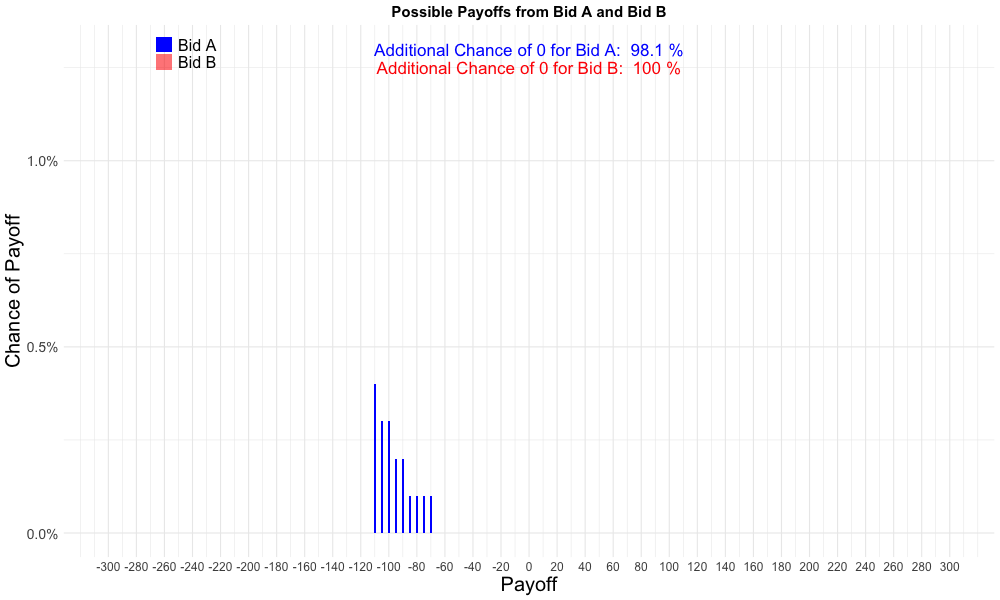 Possible Payoffs from Bid A and Bid B
Bid A
Bid B
Additional Chance of 0 for Bid A:  98.1 %
Additional Chance of 0 for Bid B:  100 %
Chance of Payoff
1.0%
0.5%
0.0%
-300 -280 -260 -240 -220 -200 -180 -160 -140 -120 -100 -80 -60 -40 -20 0 20 40 60 80 100 120 140 160 180 200 220 240 260 280 300
Payoff